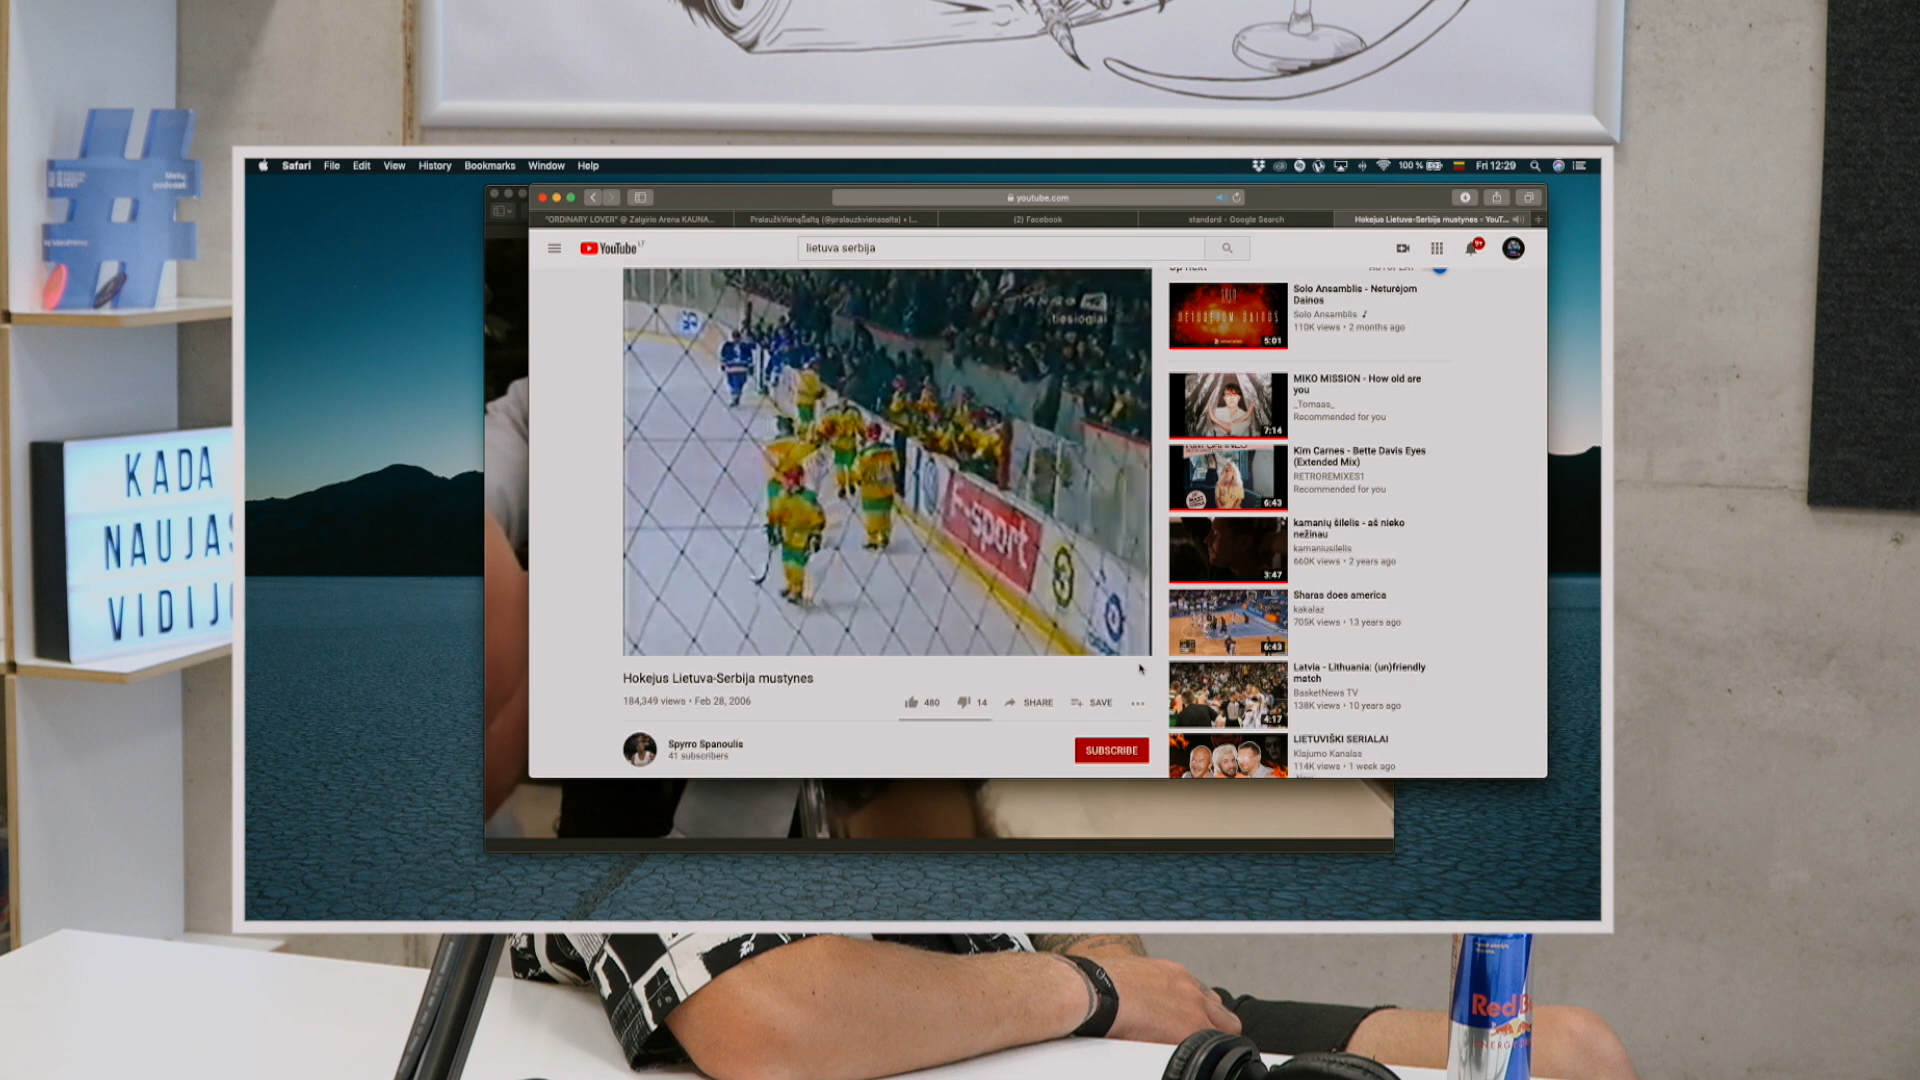 Safari File Edit View History Bookmarks Window Help
100 % Fri 12:29
youtube.com
"ORDINARY LOVER" @ Zalgirio Arena KAUNA...
PralaužkVienąŠaltą (@pralauzkvienasalta) • I...
(2) Facebook
standard - Google Search
Hokejus Lietuva-Serbija mustynes - YouT...
YouTube LT
lietuva serbija
9+
tiesiogiai
Up next
AUTOPLAY
Solo Ansamblis - Neturėjom
Dainos
Solo Ansamblis
110K views • 2 months ago
5:01
MIKO MISSION - How old are
you
_Tomaas_
Recommended for you
7:14
Kim Carnes - Bette Davis Eyes
(Extended Mix)
RETROREMIXES1
Recommended for you
6:43
kamanių šilelis - aš nieko
nežinau
kamaniusilelis
660K views • 2 years ago
3:47
Sharas does america
kakalaz
705K views • 13 years ago
6:43
Latvia - Lithuania: (un)friendly
match
BasketNews TV
138K views • 10 years ago
4:17
LIETUVIŠKI SERIALAI
Klajumo Kanalas
114K views • 1 week ago
-sport
Hokejus Lietuva-Serbija mustynes
184,349 views • Feb 28, 2006
480 14 SHARE SAVE
Spyrro Spanoulis
41 subscribers
SUBSCRIBE
KADA
NAUJAS
VIDIJ
Red B